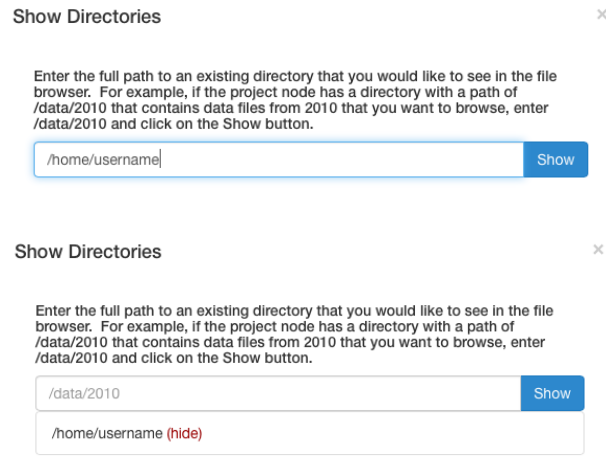 Show Directories ×
Enter the full path to an existing directory that you would like to see in the file
browser.  For example, if the project node has a directory with a path of
/data/2010 that contains data files from 2010 that you want to browse, enter
/data/2010 and click on the Show button.
/home/username Show
Show Directories ×
Enter the full path to an existing directory that you would like to see in the file
browser.  For example, if the project node has a directory with a path of
/data/2010 that contains data files from 2010 that you want to browse, enter
/data/2010 and click on the Show button.
/data/2010 Show
/home/username (hide)